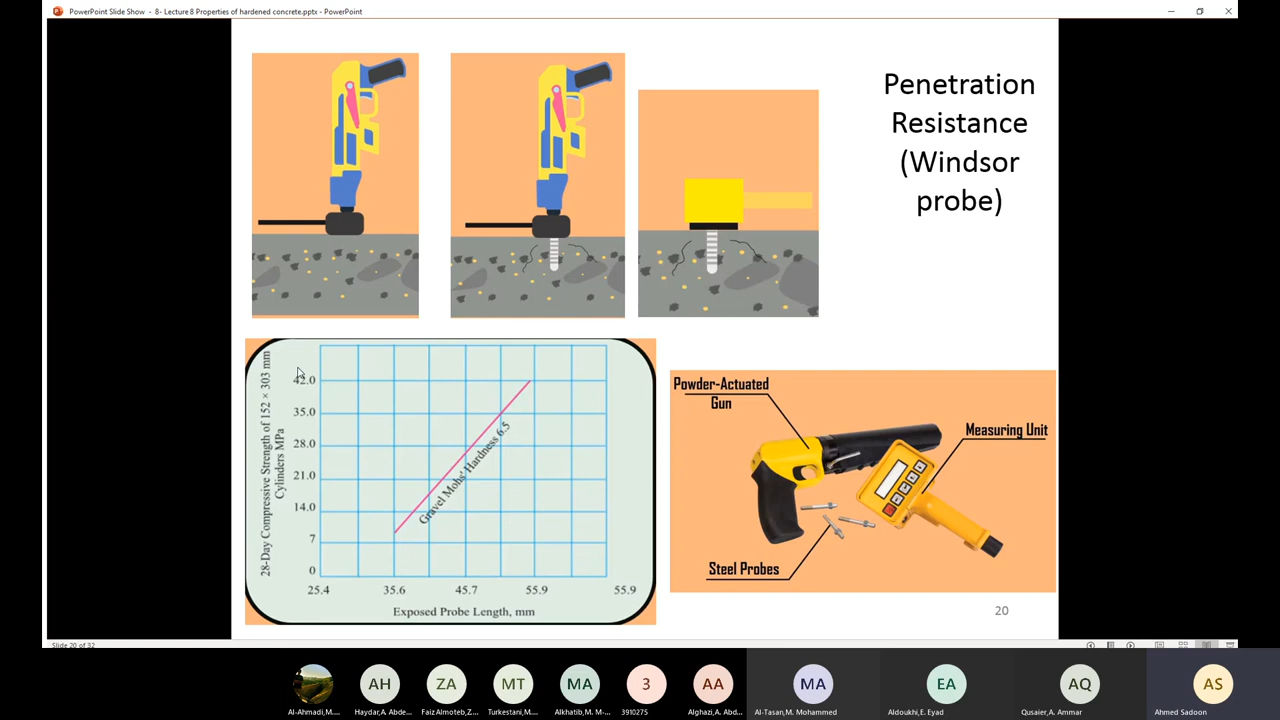 PowerPoint Slide Show - 8- Lecture 8 Properties of hardened concrete.pptx - PowerPoint
Penetration
Resistance
(Windsor
probe)
28-Day Compressive Strength of 152 × 303 mm
Cylinders MPa
42.0
35.0
28.0
21.0
14.0
7
0
Gravel Mohs' Hardness 6.5
25.4 35.6 45.7 55.9 55.9
Exposed Probe Length, mm
Powder-Actuated
Gun
Measuring Unit
Steel Probes
20
Slide 20 of 32
AH ZA MT MA 3 AA MA EA AQ AS
Al-Ahmadi,M.... Haydar,A. Abde... Faiz Almoteb,Z... Turkestani,M.... Alkhatib, M. M-... 3910275 Alghazi,A. Abd... Al-Tasan,M. Mohammed Aldoukhi,E. Eyad Qusaier,A. Ammar Ahmed Sadoon